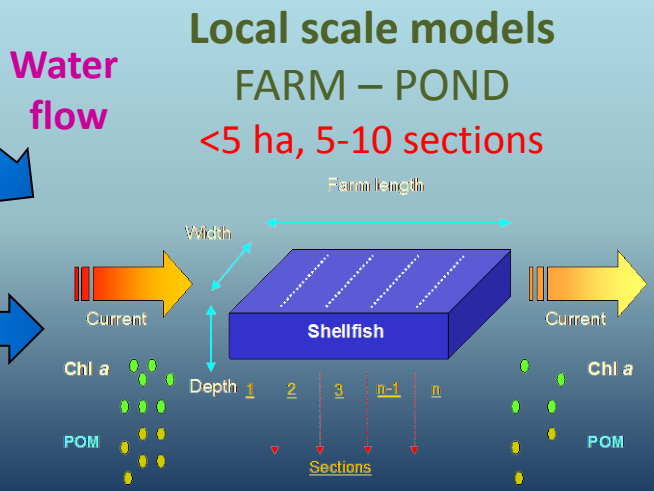 Local scale models
Water
flow
FARM – POND
<5 ha, 5-10 sections
Farm length
Width
Current
Shellfish
Current
Chl a
Chl a
Depth 1 2 3 n-1 n
POM
POM
Sections